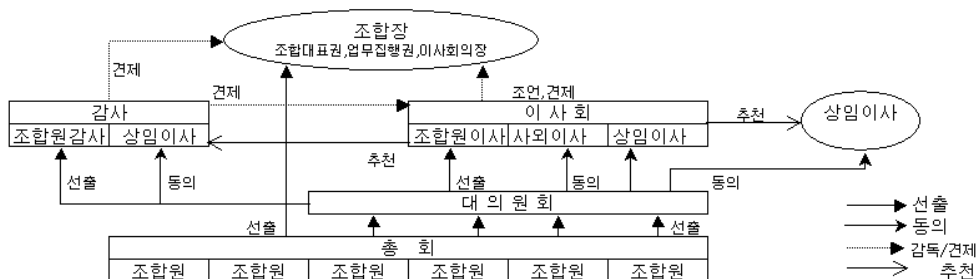 조합장
조합대표권,업무집행권,이사회의장
견제
견제
조언,견제
감사
이 사 회
추천
상임이사
조합원감사 상임이사
조합원이사 사외이사 상임이사
추천
선출 동의 선출 동의 동의
대 의 원 회
선출
선출
총 회
조합원 조합원 조합원 조합원 조합원 조합원
선출
동의
감독/견제
추천